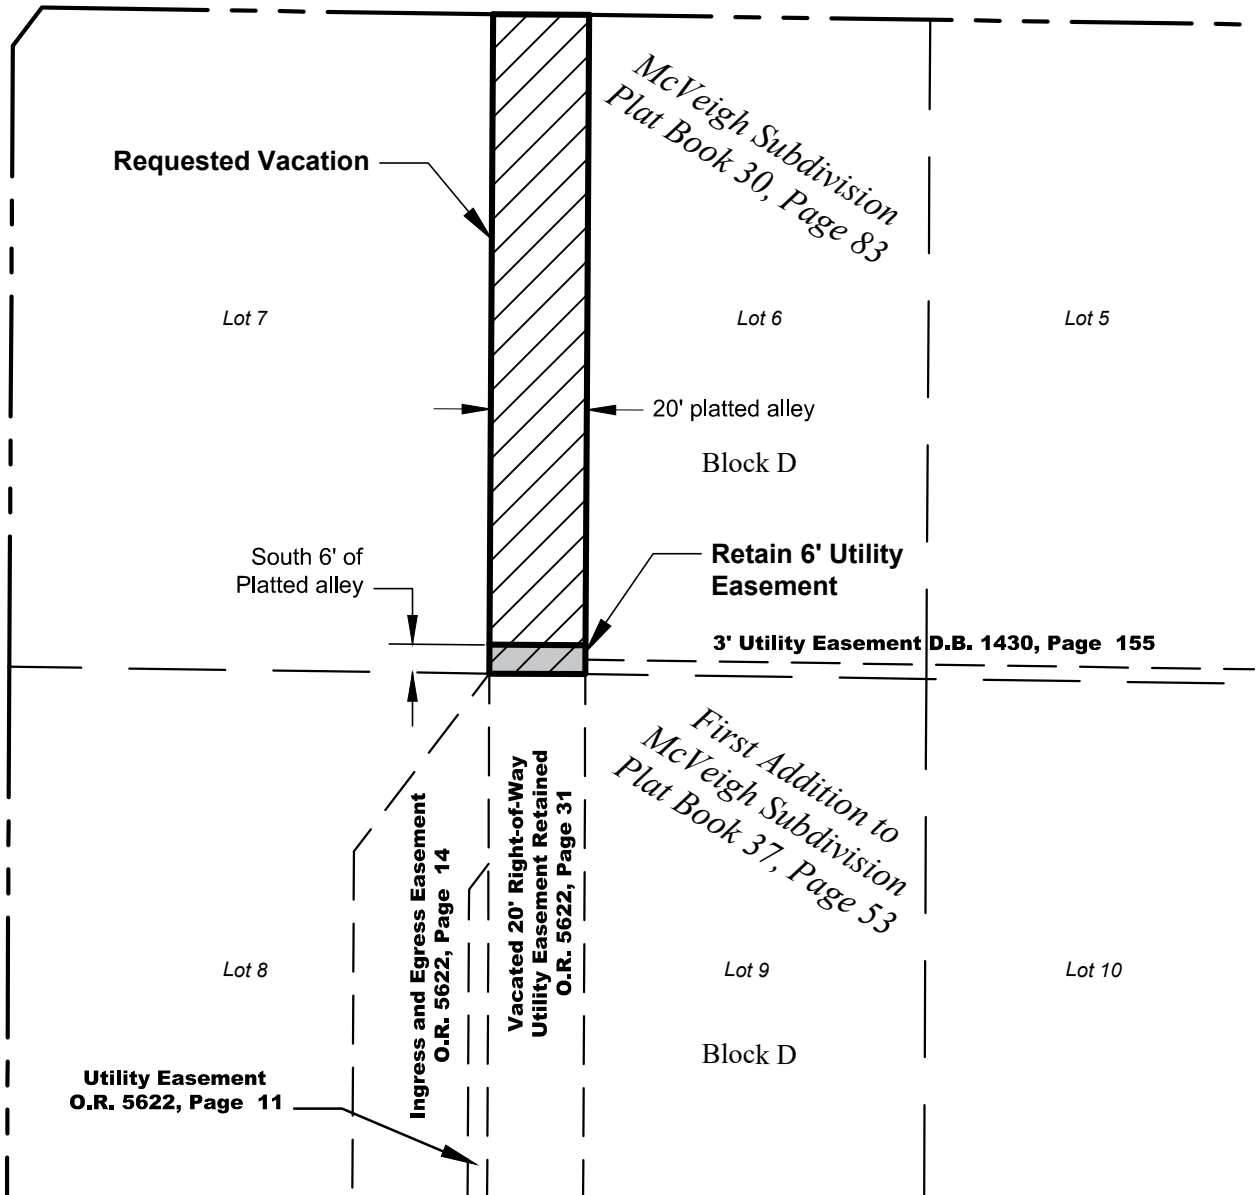 McVeigh Subdivision
Plat Book 30, Page 83
Requested Vacation
Lot 7
Lot 6
Lot 5
20' platted alley
Block D
South 6' of
Platted alley
Retain 6' Utility
Easement
3' Utility Easement D.B. 1430, Page 155
First Addition to
McVeigh Subdivision
Plat Book 37, Page 53
Ingress and Egress Easement
O.R. 5622, Page 14
Vacated 20' Right-of-Way
Utility Easement Retained
O.R. 5622, Page 31
Lot 8
Lot 9
Lot 10
Block D
Utility Easement
O.R. 5622, Page 11